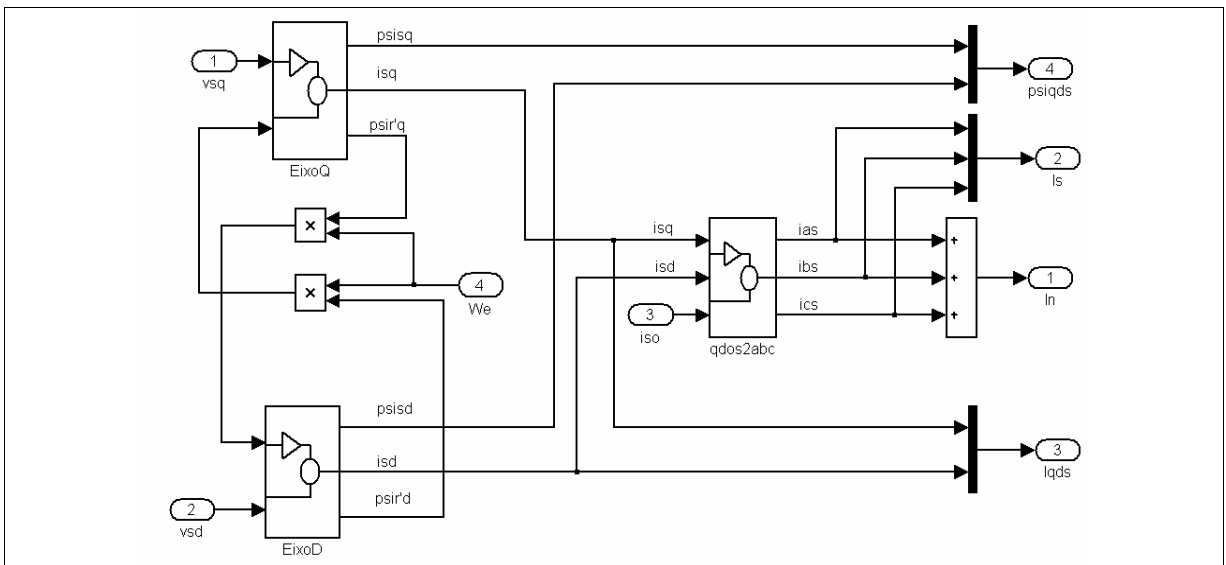 psisq
1
vsq
isq
4
psiqds
psir'q
EixoQ
2
Is
×
isq
ias
+
×
4
We
isd
ibs
+
1
In
3
iso
ics
+
qdos2abc
psisd
isd
3
Iqds
psir'd
2
vsd
EixoD